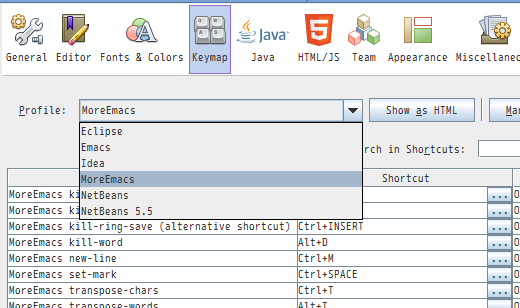 General Editor Fonts & Colors Keymap Java HTML/JS Team Appearance Miscellaneou
Profile: MoreEmacs Show as HTML Ma
Eclipse
Emacs
Idea
MoreEmacs
NetBeans
NetBeans 5.5
rch in Shortcuts:
Shortcut
MoreEmacs ki ...
MoreEmacs ki ...
MoreEmacs kill-ring-save (alternative shortcut) Ctrl+INSERT ...
MoreEmacs kill-word Alt+D ...
MoreEmacs new-line Ctrl+M ...
MoreEmacs set-mark Ctrl+SPACE ...
MoreEmacs transpose-chars Ctrl+T ...
MoreEmacs transpose-words Alt+T ...